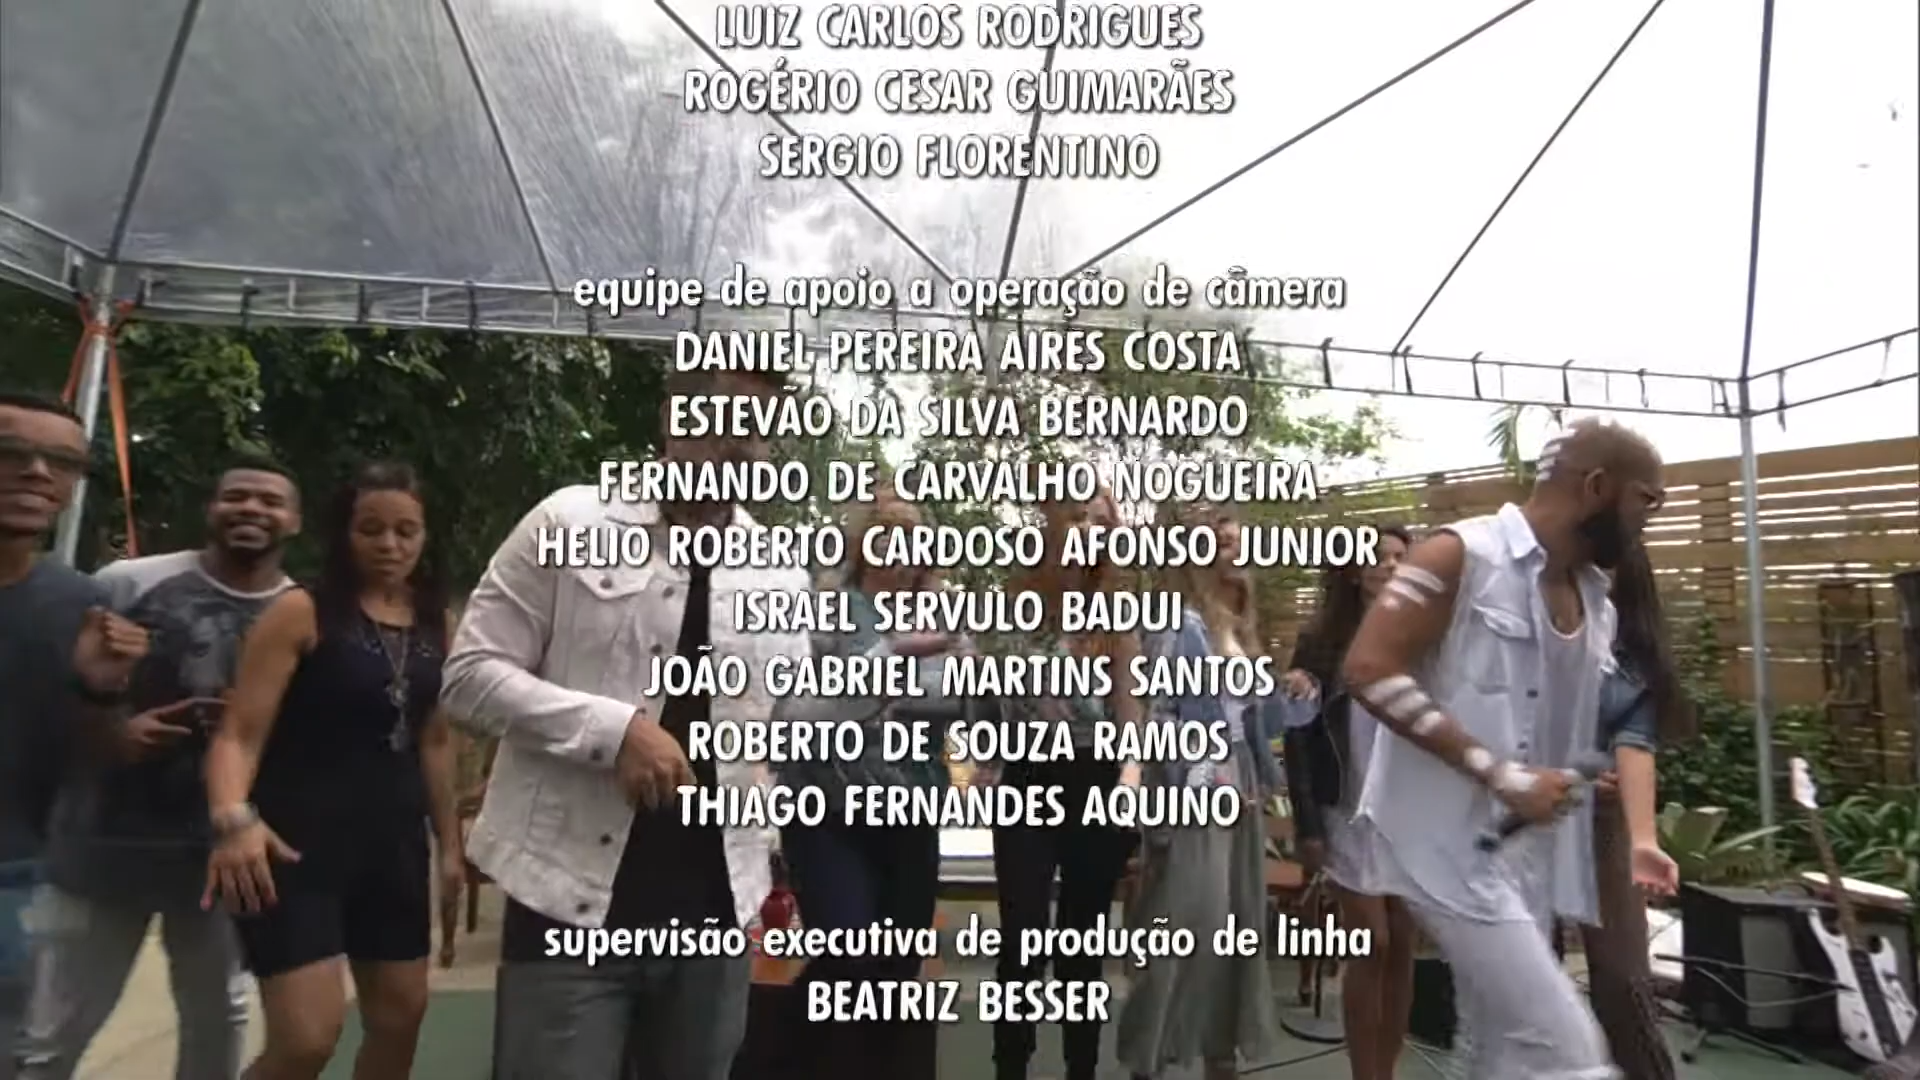 LUIZ CARLOS RODRIGUES
ROGÉRIO CESAR GUIMARÃES
SERGIO FLORENTINO
equipe de apoio a operação de câmera
DANIEL PEREIRA AIRES COSTA
ESTEVÃO DA SILVA BERNARDO
FERNANDO DE CARVALHO NOGUEIRA
HELIO ROBERTO CARDOSO AFONSO JUNIOR
ISRAEL SERVULO BADUI
JOÃO GABRIEL MARTINS SANTOS
ROBERTO DE SOUZA RAMOS
THIAGO FERNANDES AQUINO
supervisão executiva de produção de linha
BEATRIZ BESSER